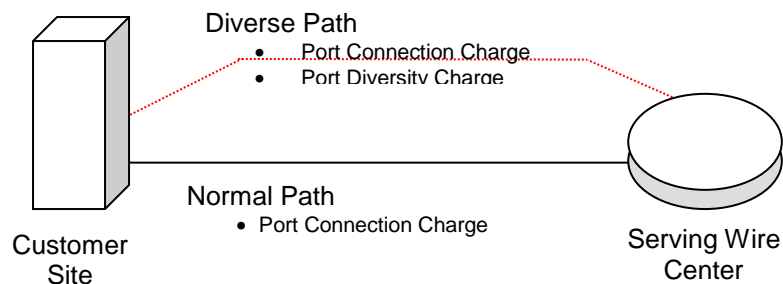 Diverse Path
• Port Connection Charge
• Port Diversity Charge
Normal Path
• Port Connection Charge
Customer
Site
Serving Wire
Center